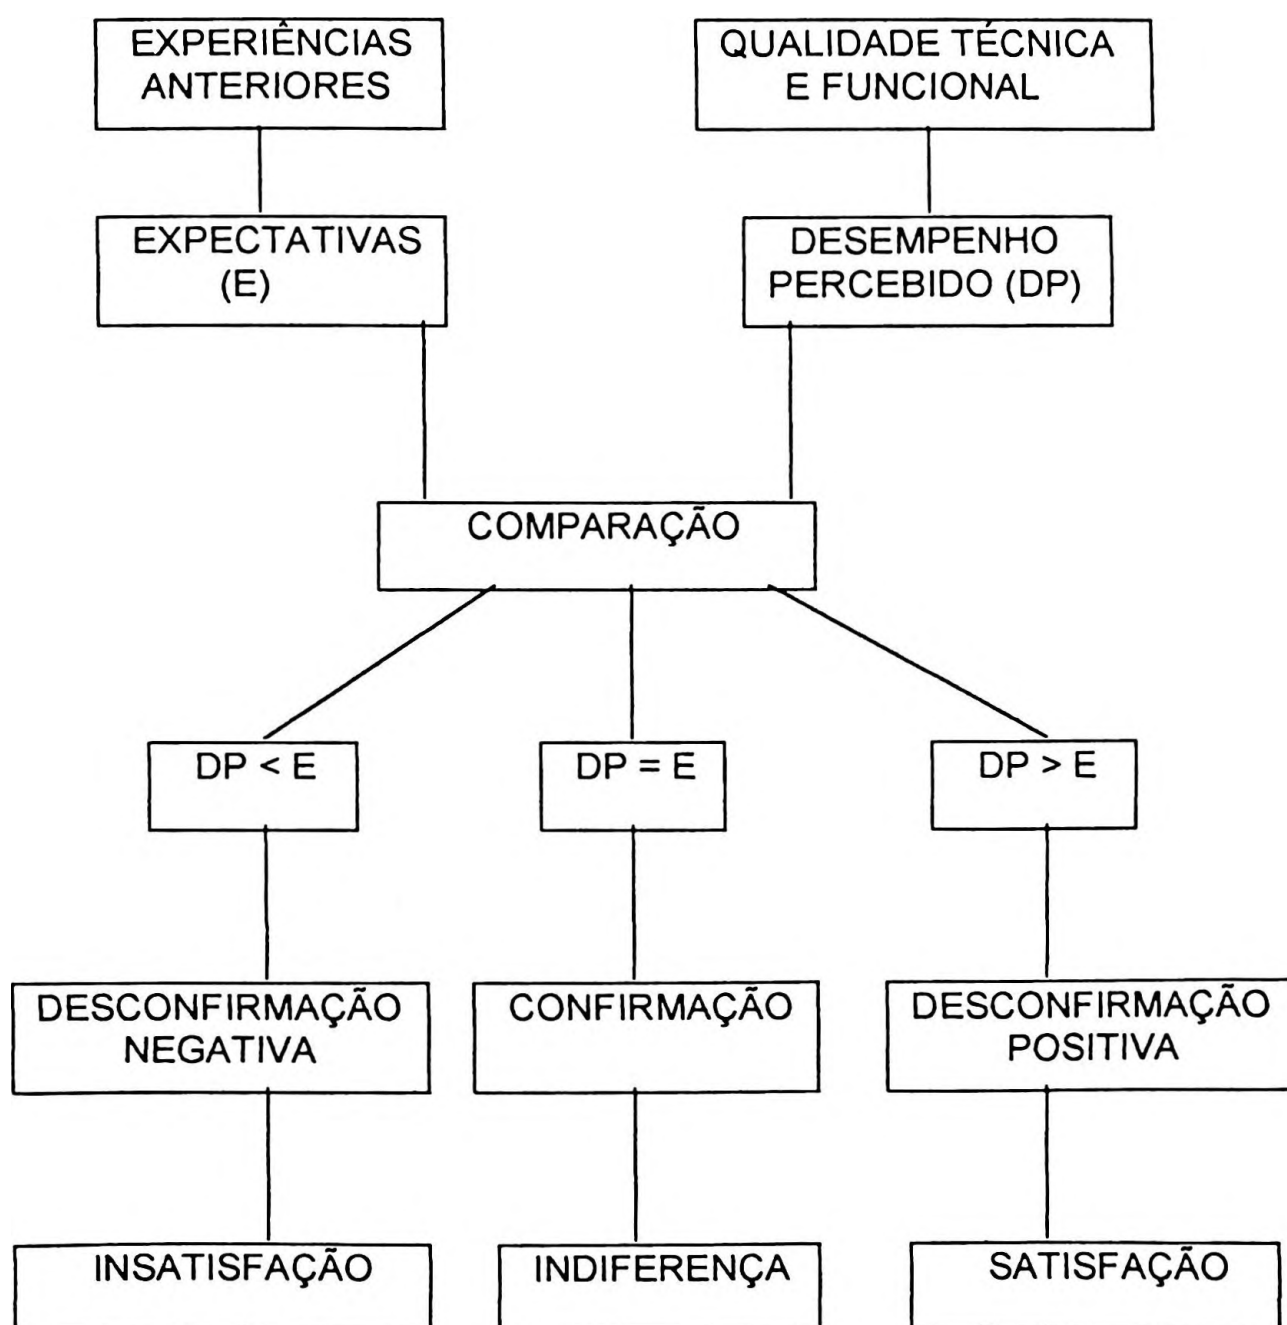 EXPERIÊNCIAS
ANTERIORES
QUALIDADE TÉCNICA
E FUNCIONAL
EXPECTATIVAS
(E)
DESEMPENHO
PERCEBIDO (DP)
COMPARAÇÃO
DP < E
DP = E
DP > E
DESCONFIRMAÇÃO
NEGATIVA
CONFIRMAÇÃO
DESCONFIRMAÇÃO
POSITIVA
INSATISFAÇÃO
INDIFERENÇA
SATISFAÇÃO